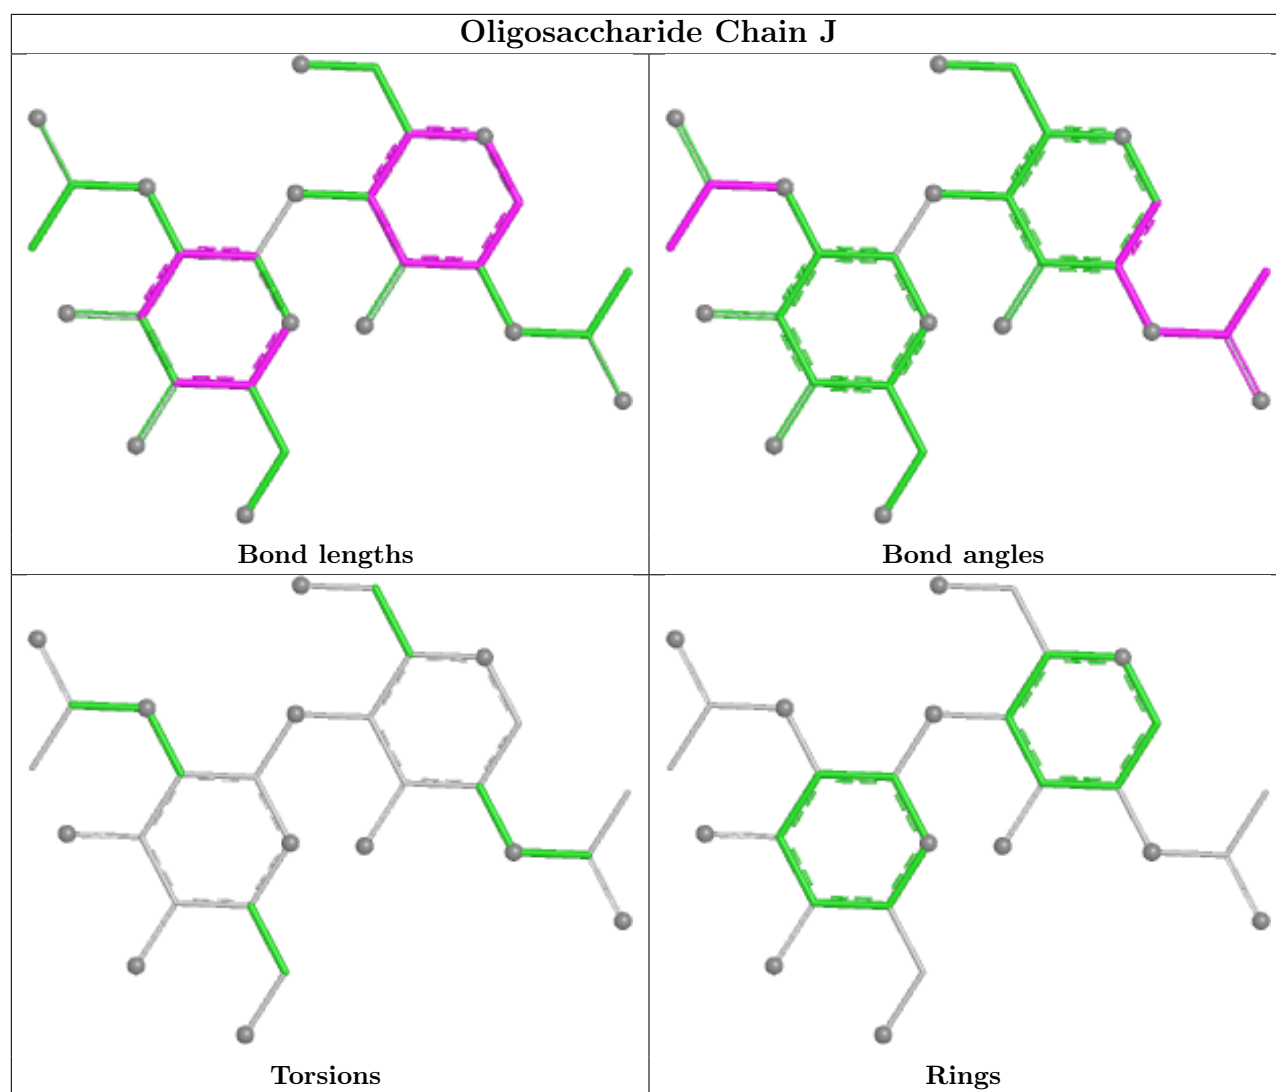 Oligosaccharide Chain J
Bond lengths
Bond angles
Torsions
Rings